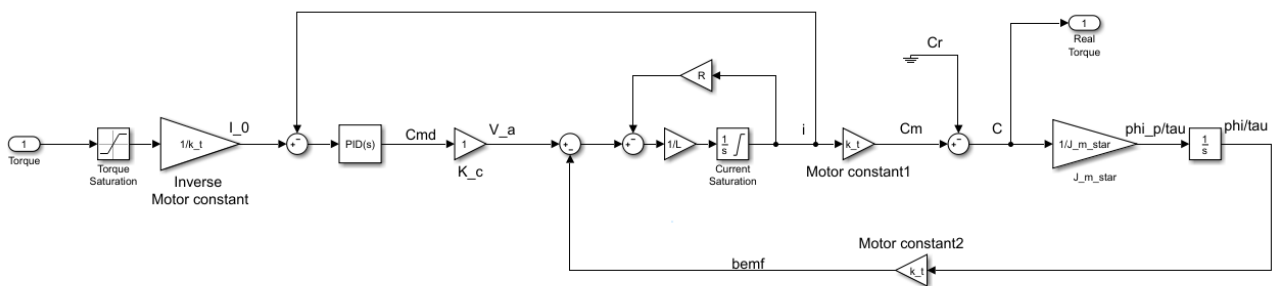 1
Torque
Torque
Saturation
1/k_t
Inverse
Motor constant
I_0
+
−
PID(s)
Cmd
1
K_c
V_a
+
−
+
−
R
1/L
1
s
Current
Saturation
i
k_t
Motor constant1
Cm
Cr
+
−
C
1
Real
Torque
1/J_m_star
J_m_star
phi_p/tau
1
s
phi/tau
Motor constant2
k_t
bemf